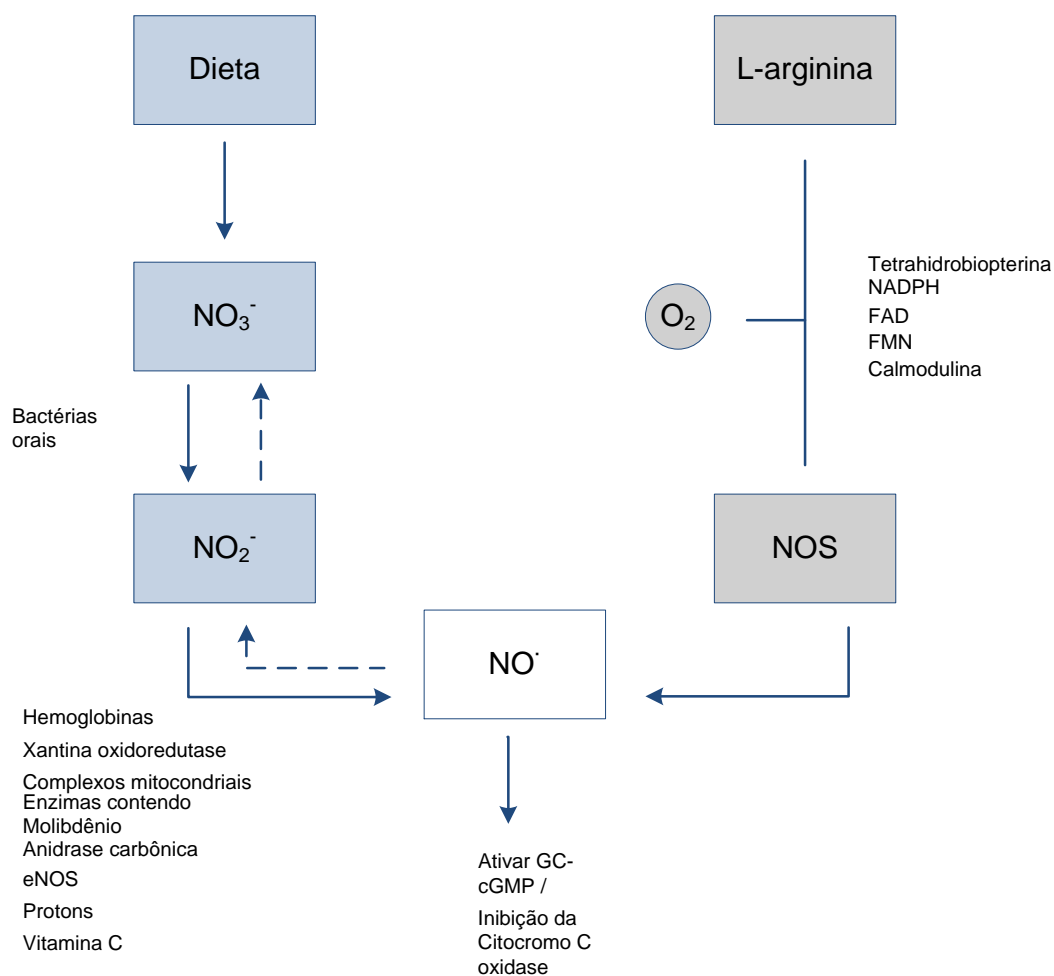 Dieta
L-arginina
NO₃⁻
O₂
Tetrahidrobiopterina
NADPH
FAD
FMN
Calmodulina
Bactérias
orais
NO₂⁻
NOS
NO˙
Hemoglobinas
Xantina oxidoredutase
Complexos mitocondriais
Enzimas contendo
Molibdênio
Anidrase carbônica
eNOS
Protons
Vitamina C
Ativar GC-
cGMP /
Inibição da
Citocromo C
oxidase